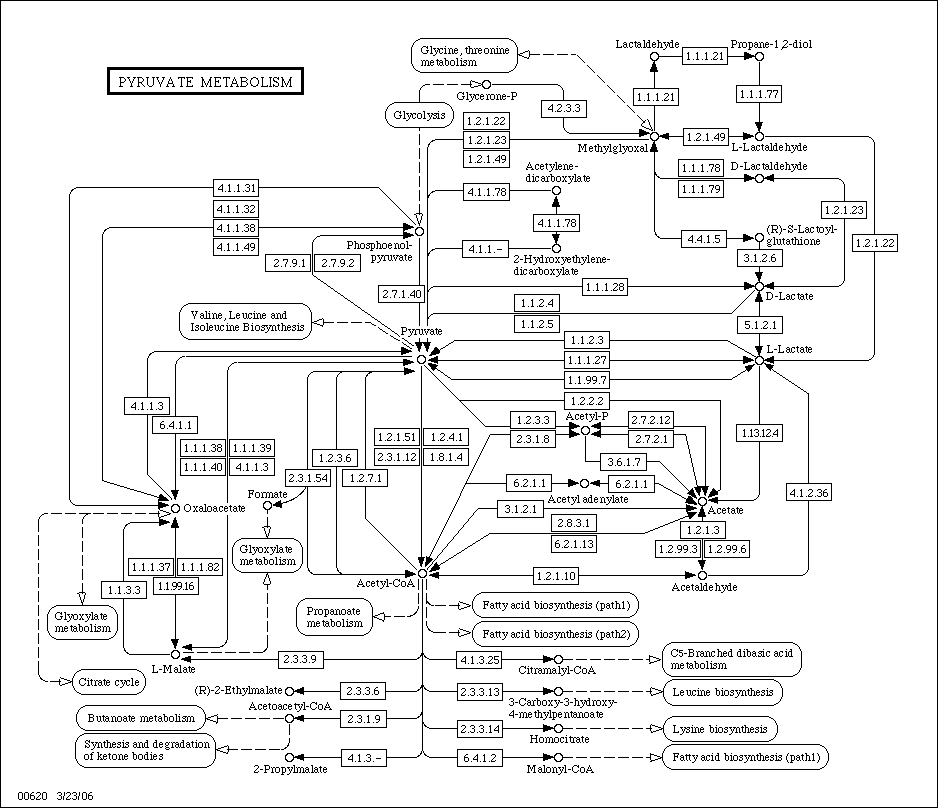 Glycine, threonine
metabolism
Lactaldehyde
Propane-1,2-diol
1.1.1.21
PYRUVATE METABOLISM
Glycerone-P
1.1.1.21
1.1.1.77
4.2.3.3
Glycolysis
1.2.1.22
1.2.1.23
1.2.1.49
1.2.1.49
Methylglyoxal
L-Lactaldehyde
Acetylene-
dicarboxylate
1.1.1.78
1.1.1.79
D-Lactaldehyde
4.1.1.31
4.1.1.32
4.1.1.38
4.1.1.49
4.1.1.78
4.1.1.78
1.2.1.23
1.2.1.22
Phosphoenol-
pyruvate
4.1.1.-
4.4.1.5
(R)-S-Lactoyl-
glutathione
2-Hydroxyethylene-
dicarboxylate
3.1.2.6
2.7.9.1
2.7.9.2
2.7.1.40
1.1.1.28
D-Lactate
1.1.2.4
1.1.2.5
Valine, Leucine and
Isoleucine Biosynthesis
Pyruvate
5.1.2.1
1.1.2.3
L-Lactate
1.1.1.27
1.1.99.7
4.1.1.3
6.4.1.1
1.2.2.2
1.2.3.3
Acetyl-P
2.7.2.12
2.3.1.8
2.7.2.1
1.13.12.4
1.1.1.38
1.1.1.39
1.1.1.40
4.1.1.3
1.2.1.51
1.2.4.1
2.3.1.12
1.8.1.4
1.2.3.6
2.3.1.54
1.2.7.1
3.6.1.7
6.2.1.1
6.2.1.1
Acetyl adenylate
4.1.2.36
Formate
Oxaloacetate
3.1.2.1
Acetate
2.8.3.1
6.2.1.13
1.2.1.3
1.2.99.3
1.2.99.6
Glyoxylate
metabolism
1.1.1.37
1.1.1.82
1.1.99.16
1.1.3.3
Acetyl-CoA
1.2.1.10
Acetaldehyde
Glyoxylate
metabolism
Propanoate
metabolism
Fatty acid biosynthesis (path1)
Fatty acid biosynthesis (path2)
L-Malate
2.3.3.9
4.1.3.25
Citramalyl-CoA
C5-Branched dibasic acid
metabolism
Citrate cycle
(R)-2-Ethylmalate
2.3.3.6
2.3.3.13
3-Carboxy-3-hydroxy-
4-methylpentanoate
Leucine biosynthesis
Acetoacetyl-CoA
Butanoate metabolism
2.3.1.9
2.3.3.14
Homocitrate
Lysine biosynthesis
Synthesis and degradation
of ketone bodies
2-Propylmalate
4.1.3.-
6.4.1.2
Malonyl-CoA
Fatty acid biosynthesis (path1)
00620 3/23/06